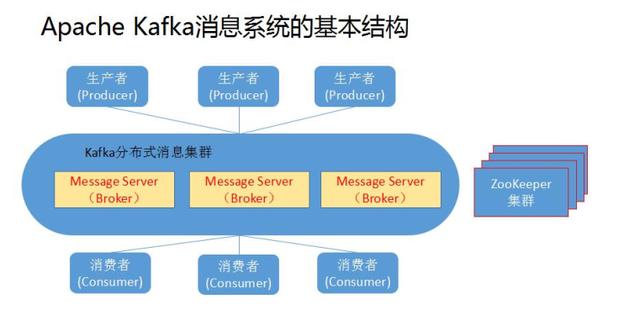 Apache Kafka消息系统的基本结构
生产者
(Producer)
生产者
(Producer)
生产者
(Producer)
Kafka分布式消息集群
Message Server
（Broker）
Message Server
（Broker）
Message Server
（Broker）
ZooKeeper
集群
消费者
(Consumer)
消费者
(Consumer)
消费者
(Consumer)